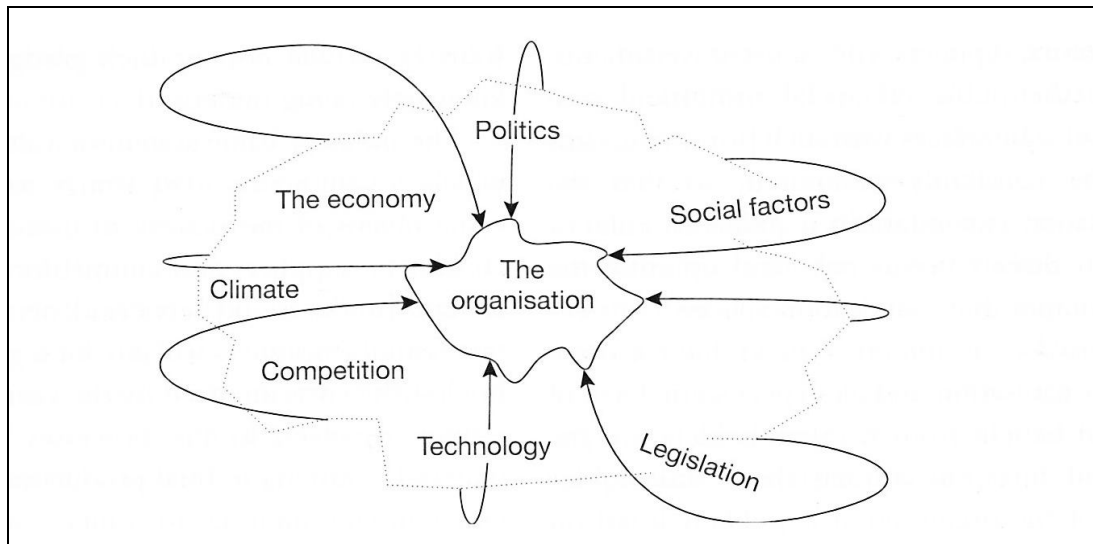 Politics
The economy
Social factors
The
organisation
Climate
Competition
Technology
Legislation